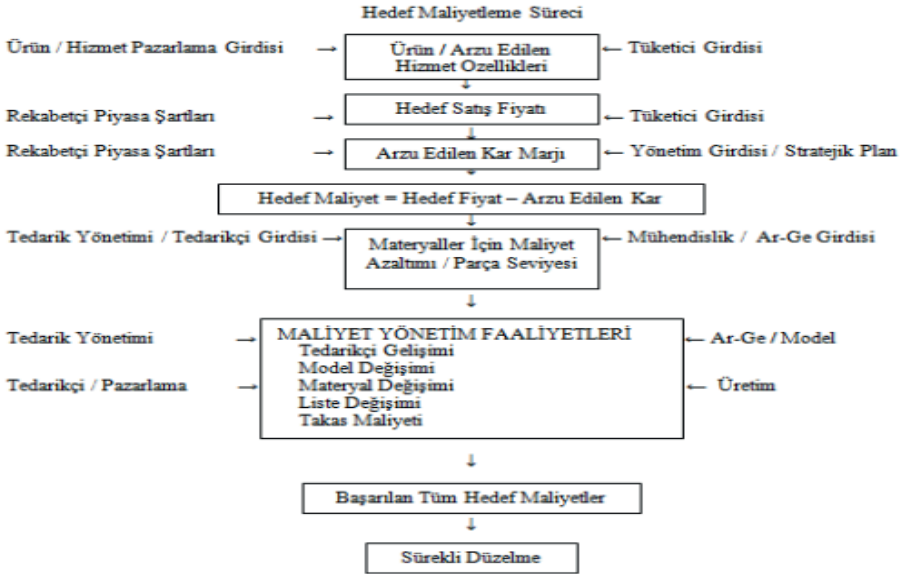 Hedef Maliyetleme Süreci
Ürün / Hizmet Pazarlama Girdisi → Ürün / Arzu Edilen ← Tüketici Girdisi
Hizmet Ozellikleri
↓
Rekabetçi Piyasa Şartları → Hedef Satış Fiyatı ← Tüketici Girdisi
↓
Rekabetçi Piyasa Şartları → Arzu Edilen Kar Marjı ← Yönetim Girdisi / Stratejik Plan
↓
Hedef Maliyet = Hedef Fiyat – Arzu Edilen Kar
↓
Tedarik Yönetimi / Tedarikçi Girdisi → Materyaller İçin Maliyet ← Mühendislik / Ar-Ge Girdisi
Azaltımı / Parça Seviyesi
↓
Tedarik Yönetimi → MALİYET YÖNETİM FAALİYETLERİ ← Ar-Ge / Model
Tedarikçi Gelişimi
Model Değişimi
Tedarikçi / Pazarlama → Materyal Değişimi ← Üretim
Liste Değişimi
Takas Maliyeti
↓
Başarılan Tüm Hedef Maliyetler
↓
Sürekli Düzelme